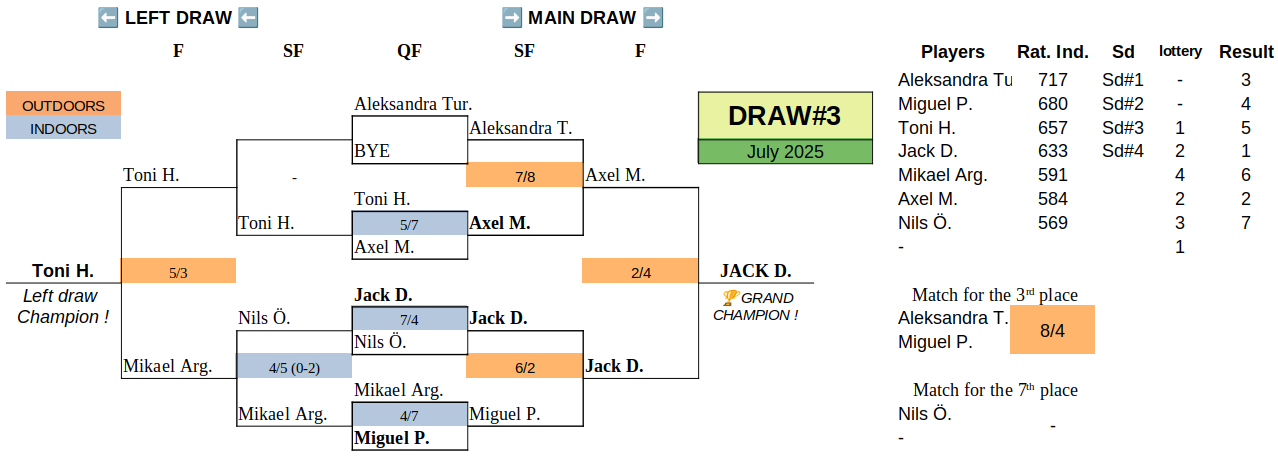 ⬅ LEFT DRAW ⬅ ➡ MAIN DRAW ➡
F SF QF SF F
Players Rat. Ind. Sd lottery Result
Aleksandra Tu 717 Sd#1 - 3
Miguel P. 680 Sd#2 - 4
Toni H. 657 Sd#3 1 5
Jack D. 633 Sd#4 2 1
Mikael Arg. 591 4 6
Axel M. 584 2 2
Nils Ö. 569 3 7
- 1
OUTDOORS
INDOORS
DRAW#3
July 2025
Aleksandra Tur.
BYE
Toni H.
5/7
Axel M.
Jack D.
7/4
Nils Ö.
Mikael Arg.
4/7
Miguel P.
Aleksandra T.
7/8
Axel M.
Jack D.
6/2
Miguel P.
Axel M.
2/4
Jack D.
JACK D.
🏆GRAND
CHAMPION !
-
Toni H.
Nils Ö.
4/5 (0-2)
Mikael Arg.
Toni H.
5/3
Mikael Arg.
Toni H.
Left draw
Champion !
Match for the 3rd place
Aleksandra T.
8/4
Miguel P.
Match for the 7th place
Nils Ö.
-
-